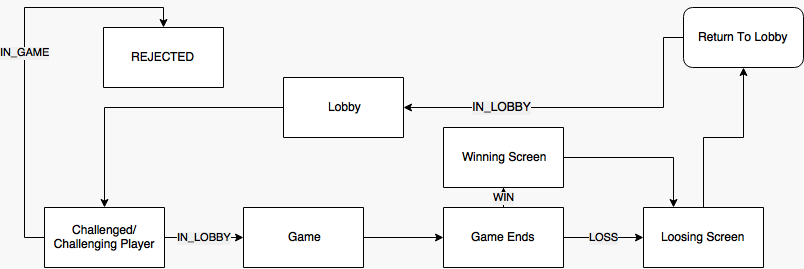 Return To Lobby
IN_GAME
REJECTED
Lobby
IN_LOBBY
Winning Screen
WIN
Challenged/
Challenging Player
IN_LOBBY
Game
Game Ends
LOSS
Loosing Screen